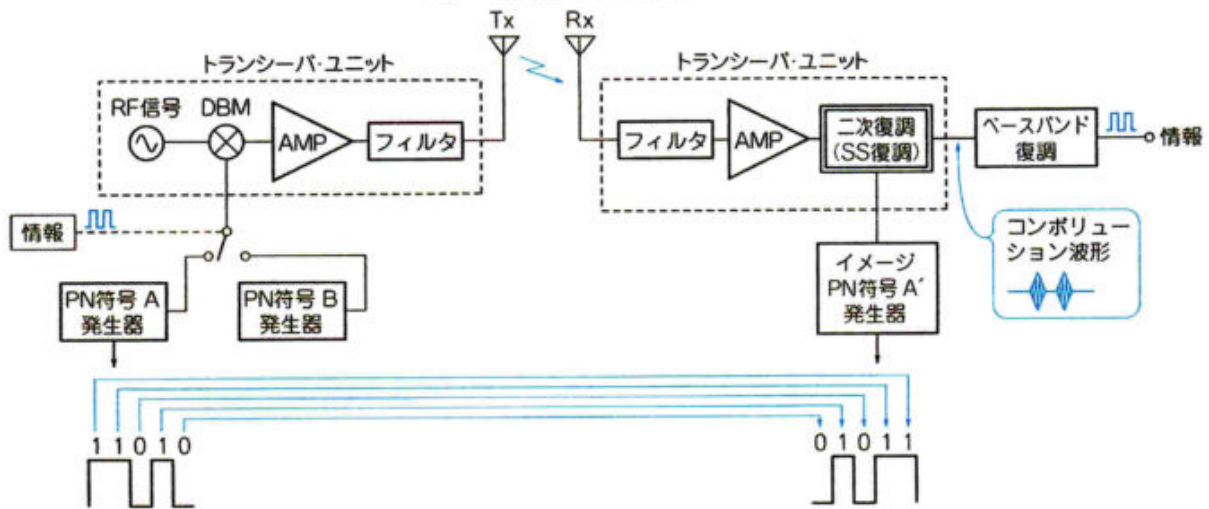 Tx
Rx
トランシーバ・ユニット
トランシーバ・ユニット
RF信号
DBM
AMP
フィルタ
フィルタ
AMP
二次復調
(SS復調)
ベースバンド
復調
情報
情報
PN符号 A
発生器
PN符号 B
発生器
イメージ
PN符号 A´
発生器
コンボリュー
ション波形
1 1 0 1 0
0 1 0 1 1